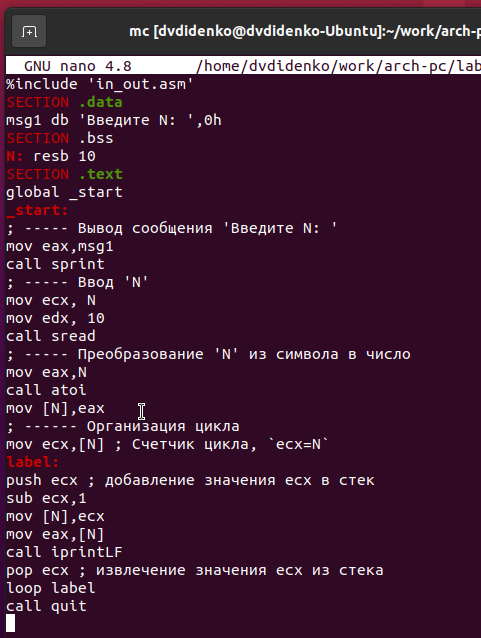 mc [dvdidenko@dvdidenko-Ubuntu]:~/work/arch-p
GNU nano 4.8 /home/dvdidenko/work/arch-pc/lab
%include 'in_out.asm'
SECTION .data
msg1 db 'Введите N: ',0h
SECTION .bss
N: resb 10
SECTION .text
global _start
_start:
; ----- Вывод сообщения 'Введите N: '
mov eax,msg1
call sprint
; ----- Ввод 'N'
mov ecx, N
mov edx, 10
call sread
; ----- Преобразование 'N' из символа в число
mov eax,N
call atoi
mov [N],eax
; ------ Организация цикла
mov ecx,[N] ; Счетчик цикла, `ecx=N`
label:
push ecx ; добавление значения ecx в стек
sub ecx,1
mov [N],ecx
mov eax,[N]
call iprintLF
pop ecx ; извлечение значения ecx из стека
loop label
call quit